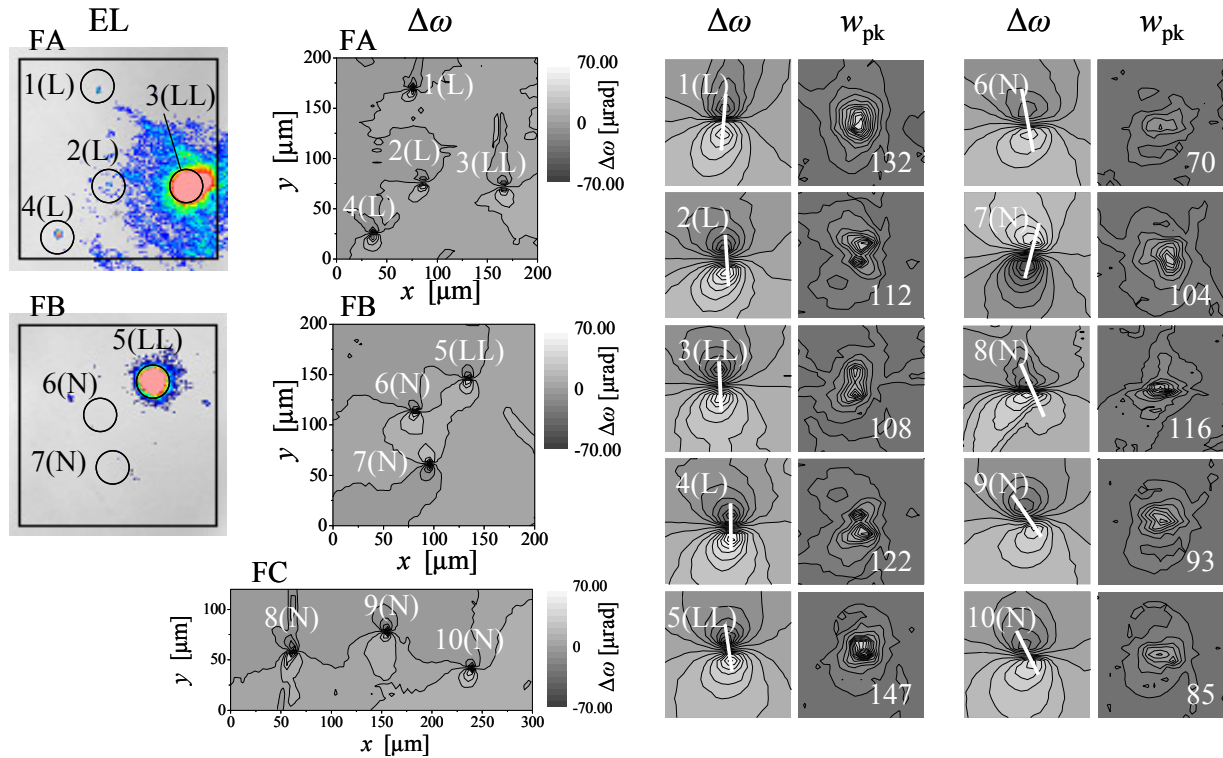 EL
Δω
Δω
w_pk
Δω
w_pk
FA
1(L)
3(LL)
2(L)
4(L)
FA
200
150
100
50
0
y [μm]
1(L)
2(L)
3(LL)
4(L)
0 50 100 150 200
x [μm]
70.00
0
-70.00
Δω [μrad]
FB
5(LL)
6(N)
7(N)
FB
200
150
100
50
0
y [μm]
5(LL)
6(N)
7(N)
0 50 100 150 200
x [μm]
70.00
0
-70.00
Δω [μrad]
FC
100
50
0
y [μm]
8(N)
9(N)
10(N)
0 50 100 150 200 250 300
x [μm]
70.00
0
-70.00
Δω [μrad]
1(L)
132
2(L)
112
3(LL)
108
4(L)
122
5(LL)
147
6(N)
70
7(N)
104
8(N)
116
9(N)
93
10(N)
85